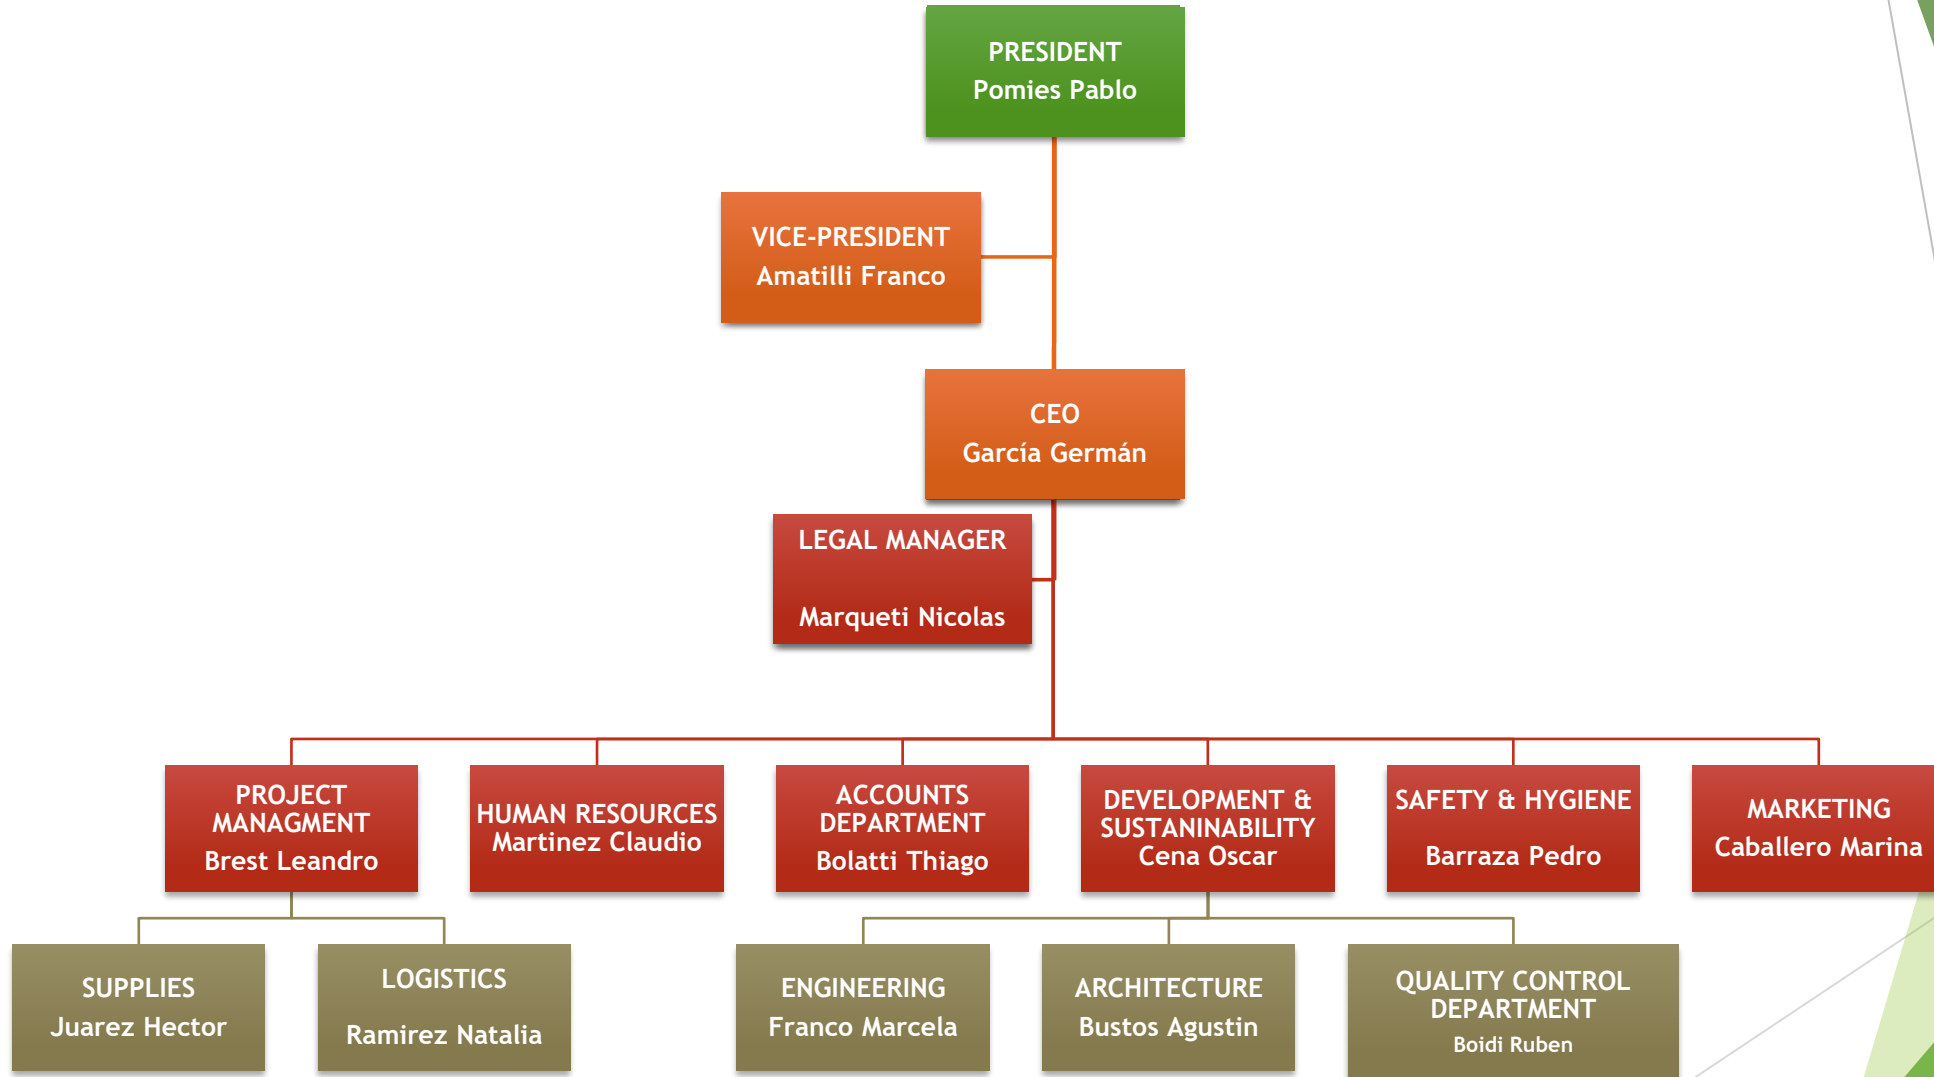 PRESIDENT
Pomies Pablo
VICE-PRESIDENT
Amatilli Franco
CEO
García Germán
LEGAL MANAGER
Marqueti Nicolas
PROJECT
MANAGMENT
Brest Leandro
HUMAN RESOURCES
Martinez Claudio
ACCOUNTS
DEPARTMENT
Bolatti Thiago
DEVELOPMENT &
SUSTANINABILITY
Cena Oscar
SAFETY & HYGIENE
Barraza Pedro
MARKETING
Caballero Marina
SUPPLIES
Juarez Hector
LOGISTICS
Ramirez Natalia
ENGINEERING
Franco Marcela
ARCHITECTURE
Bustos Agustin
QUALITY CONTROL
DEPARTMENT
Boidi Ruben